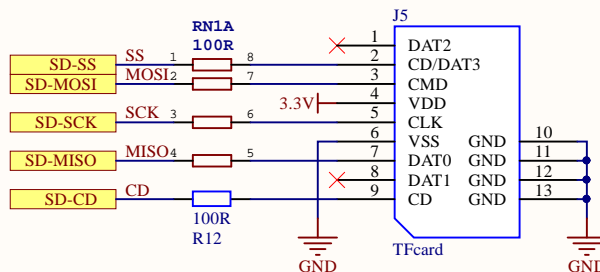 J5
RN1A
100R
1 DAT2
SD-SS SS 1 8 2 CD/DAT3
SD-MOSI MOSI 2 7 3 CMD
3.3V 4 VDD
SD-SCK SCK 3 6 5 CLK
6 VSS GND 10
SD-MISO MISO 4 5 7 DAT0 GND 11
8 DAT1 GND 12
SD-CD CD 9 CD GND 13
100R
R12
TFcard
GND
GND